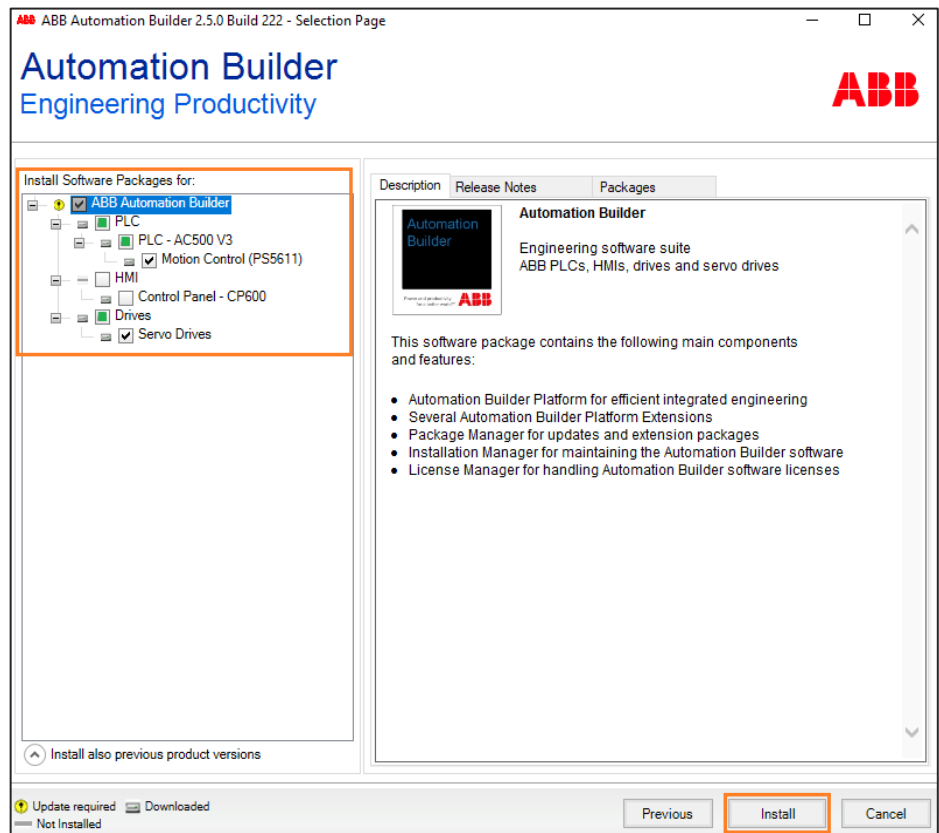 ABB ABB Automation Builder 2.5.0 Build 222 - Selection Page
Automation Builder
Engineering Productivity
ABB
Install Software Packages for:
ABB Automation Builder
PLC
PLC - AC500 V3
Motion Control (PS5611)
HMI
Control Panel - CP600
Drives
Servo Drives
Install also previous product versions
Description Release Notes Packages
Automation
Builder
ABB
Automation Builder
Engineering software suite
ABB PLCs, HMIs, drives and servo drives
This software package contains the following main components
and features:
• Automation Builder Platform for efficient integrated engineering
• Several Automation Builder Platform Extensions
• Package Manager for updates and extension packages
• Installation Manager for maintaining the Automation Builder software
• License Manager for handling Automation Builder software licenses
Update required Downloaded
Not Installed
Previous Install Cancel